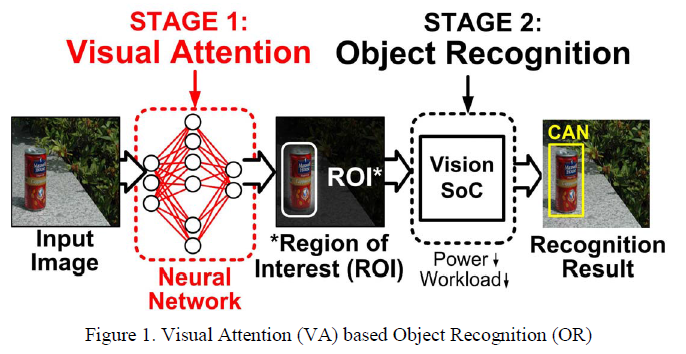 STAGE 1:
Visual Attention
STAGE 2:
Object Recognition
Input
Image
Neural
Network
ROI*
*Region of
Interest (ROI)
Vision
SoC
Power↓
Workload↓
CAN
Recognition
Result
Figure 1. Visual Attention (VA) based Object Recognition (OR)